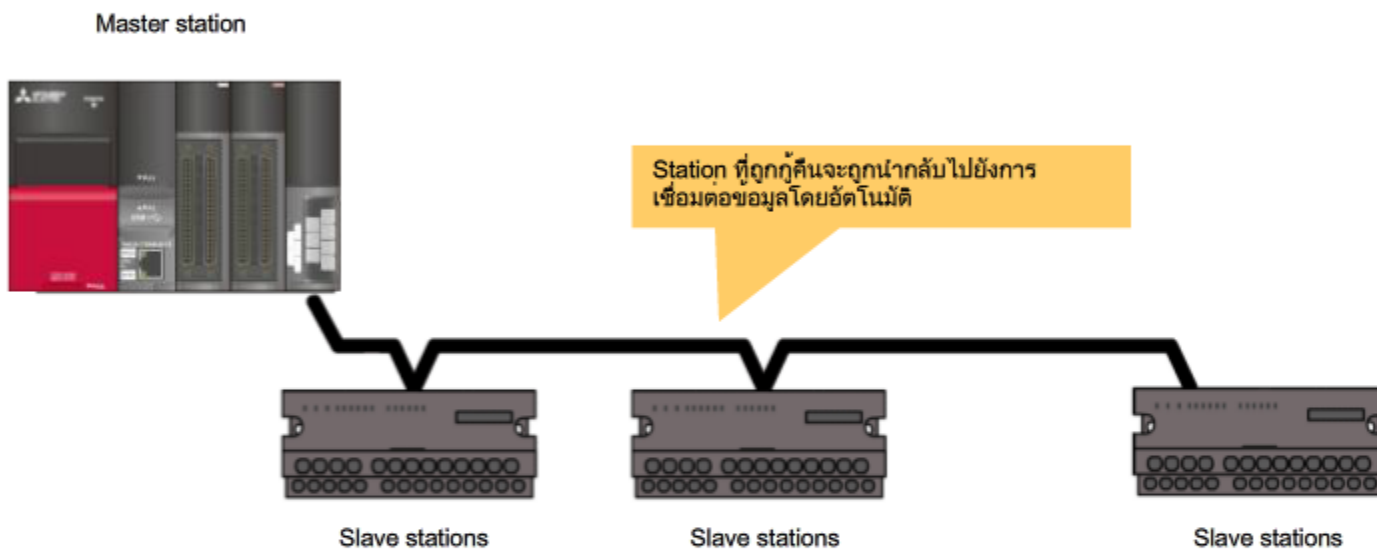 Master station
Station ที่ถูกกู้คืนจะถูกนำกลับไปยังการ
เชื่อมต่อข้อมูลโดยอัตโนมัติ
Slave stations
Slave stations
Slave stations